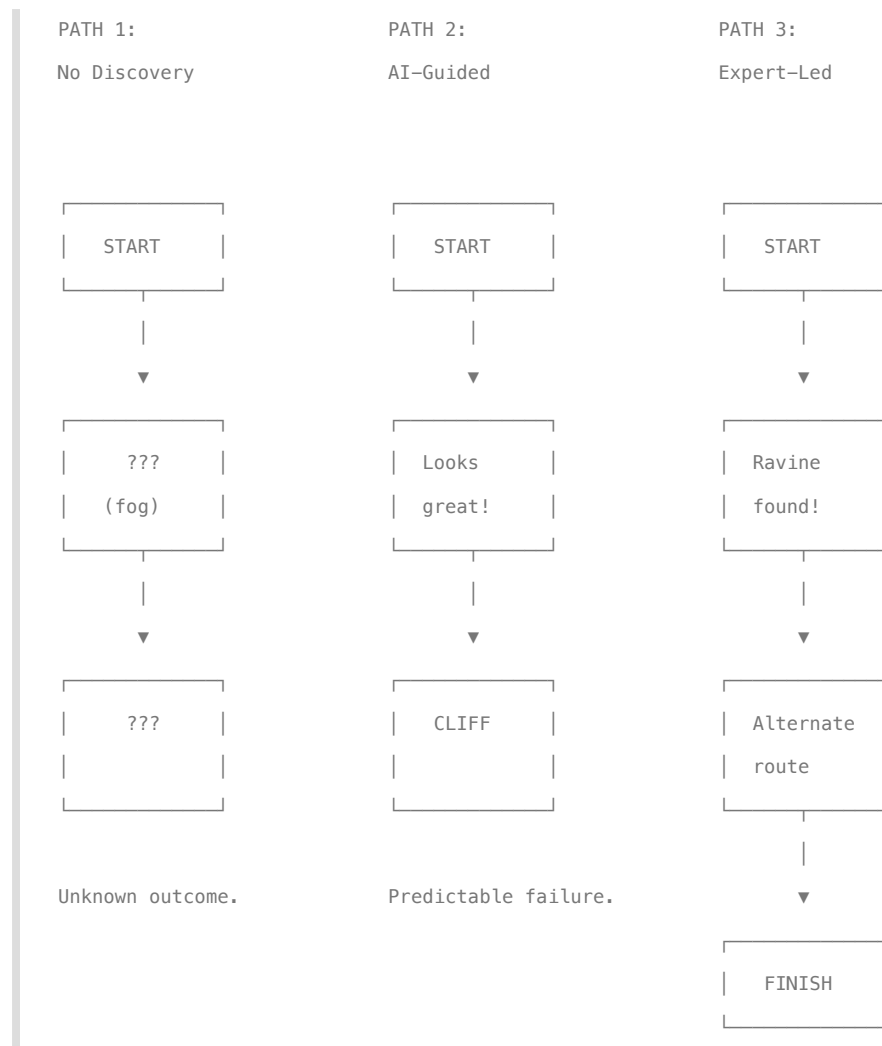 PATH 1: PATH 2: PATH 3:
No Discovery AI-Guided Expert-Led
START START START
??? Looks Ravine
(fog) great! found!
??? CLIFF Alternate
route
Unknown outcome. Predictable failure.
FINISH